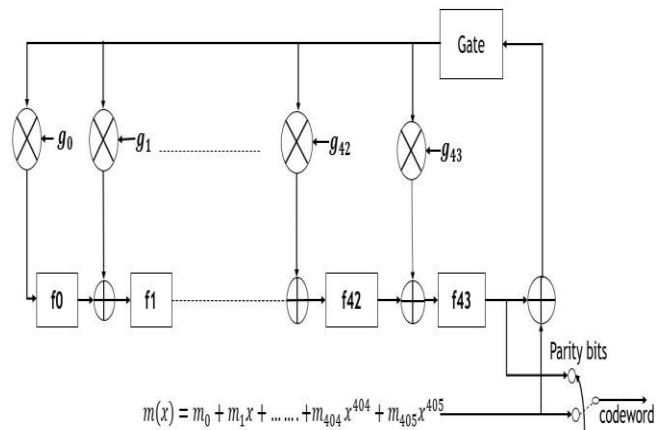 Gate
g₀
g₁
g₄₂
g₄₃
f0
f1
f42
f43
Parity bits
m(x) = m₀ + m₁x + ... .... +m₄₀₄x⁴⁰⁴ + m₄₀₅x⁴⁰⁵
codeword